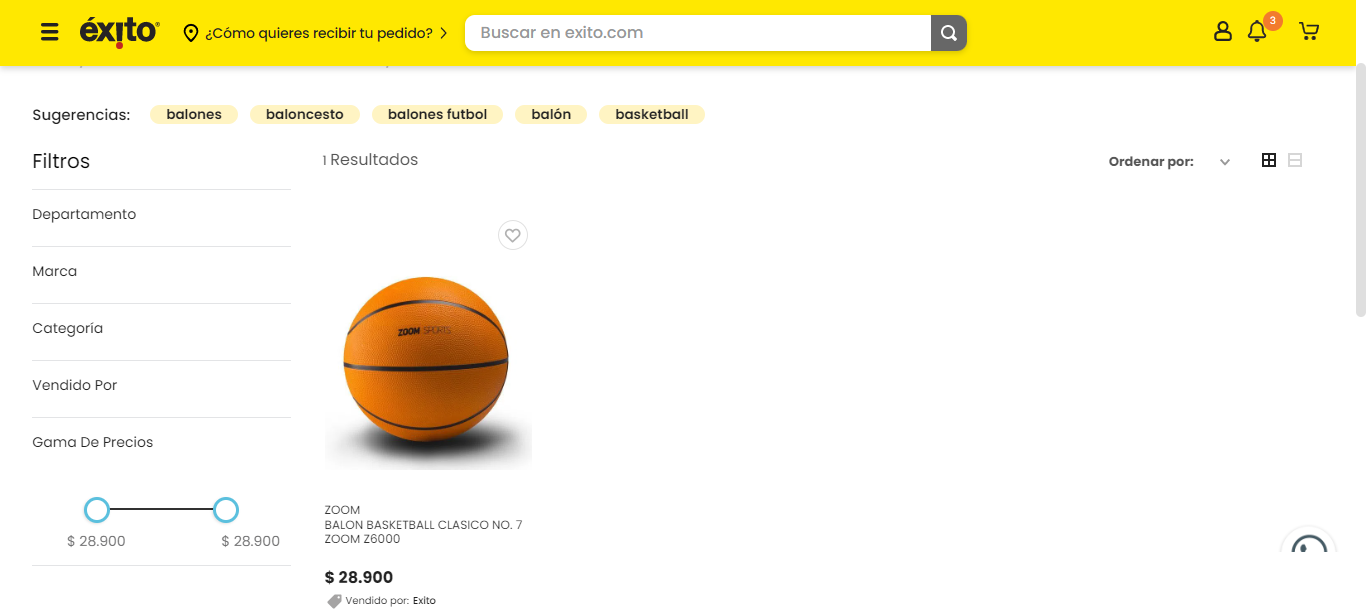 éxito
¿Cómo quieres recibir tu pedido?
Buscar en exito.com
3
Sugerencias:
balones
baloncesto
balones futbol
balón
basketball
Filtros
1 Resultados
Ordenar por:
Departamento
Marca
Categoría
Vendido Por
Gama De Precios
$ 28.900
$ 28.900
ZOOM SPORTS
ZOOM
BALON BASKETBALL CLASICO NO. 7
ZOOM Z6000
$ 28.900
Vendido por: Exito